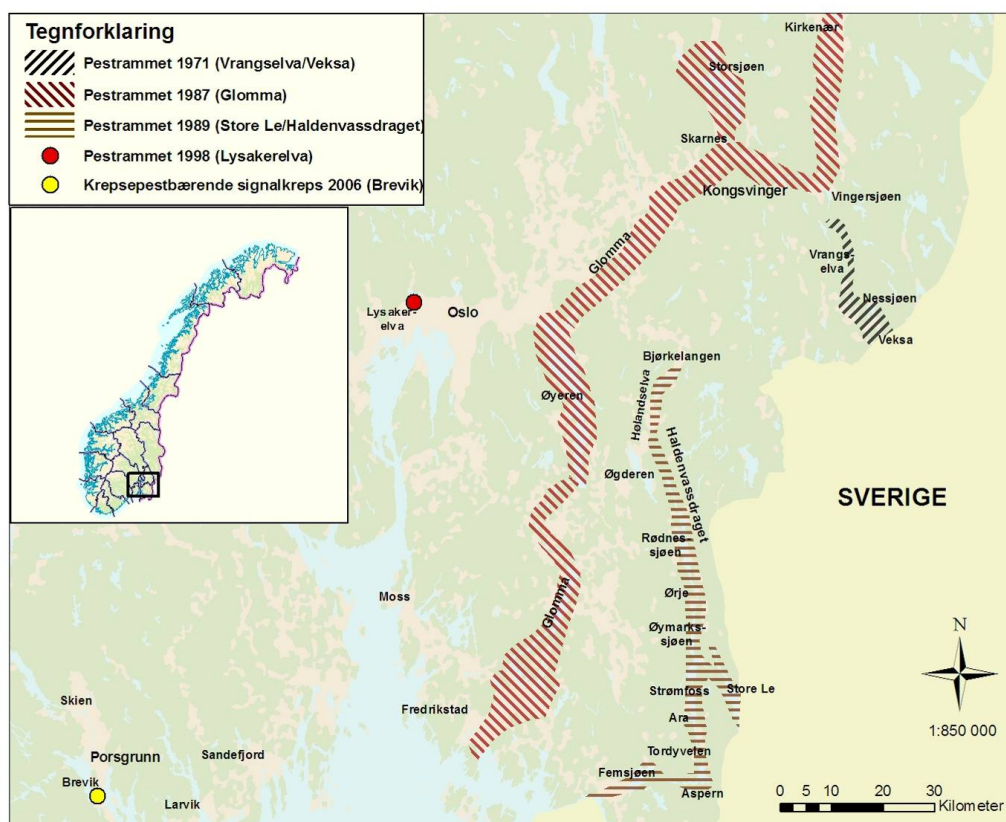 Tegnforklaring
Pestrammet 1971 (Vrangselva/Veksa)
Pestrammet 1987 (Glomma)
Pestrammet 1989 (Store Le/Haldenvassdraget)
Pestrammet 1998 (Lysakerelva)
Krepsepestbærende signalkreps 2006 (Brevik)
Kirkenær
Storsjøen
Skarnes
Kongsvinger
Vingersjøen
Glomma
Vrangs-
elva
Nessjøen
Veksa
Lysaker-
elva
Oslo
Bjørkelangen
Hølandselva
Øyeren
Haldenvassdraget
Øgderen
SVERIGE
Rødnes-
sjøen
Ørje
Moss
Glomma
Øymarks-
sjøen
N
Strømfoss
Store Le
Skien
Fredrikstad
Ara
1:850 000
Tordyveien
Porsgrunn
Sandefjord
Femsjøen
Brevik
Aspern
Larvik
0 5 10 20 30
Kilometer